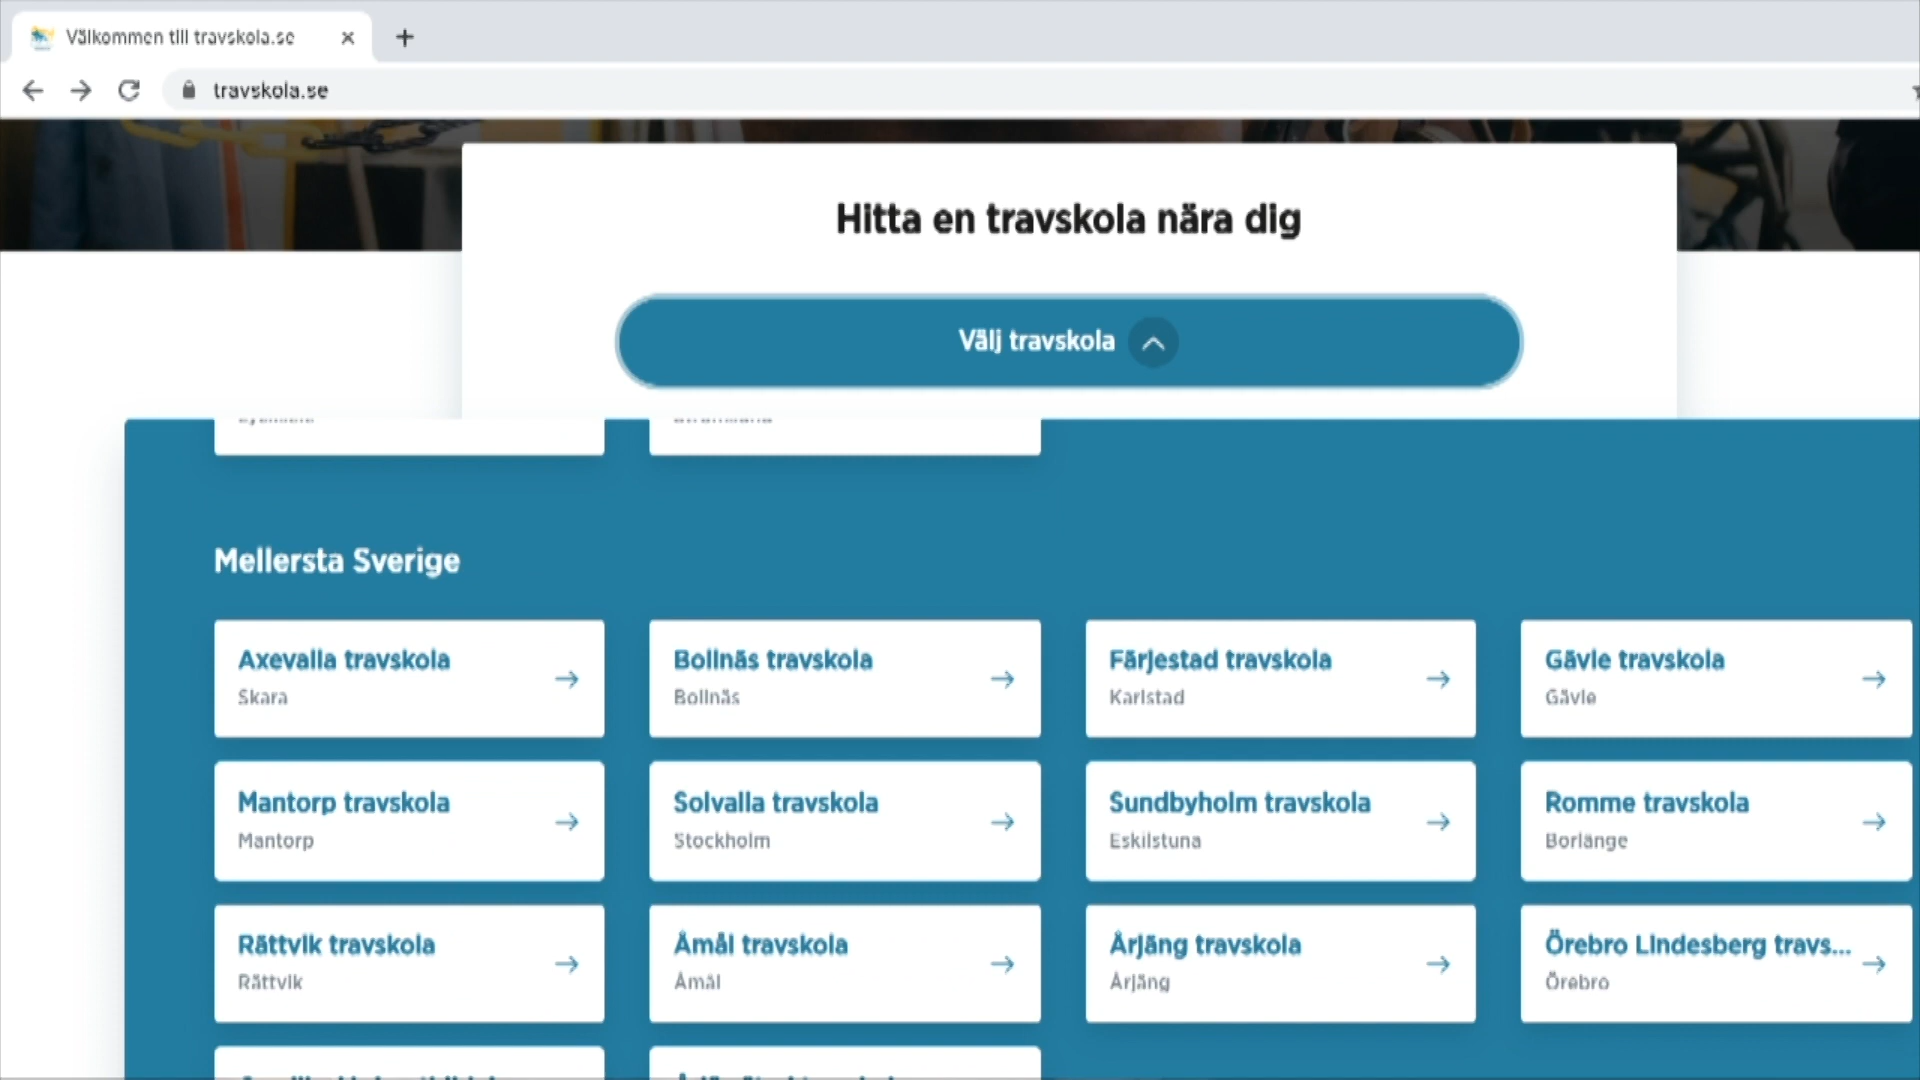 Välkommen till travskola.se
travskola.se
Hitta en travskola nära dig
Välj travskola
Mellersta Sverige
Axevalla travskola
Skara
Bollnäs travskola
Bollnäs
Färjestad travskola
Karlstad
Gävle travskola
Gävle
Mantorp travskola
Mantorp
Solvalla travskola
Stockholm
Sundbyholm travskola
Eskilstuna
Romme travskola
Borlänge
Rättvik travskola
Rättvik
Åmål travskola
Åmål
Årjäng travskola
Årjäng
Örebro Lindesberg travs...
Örebro